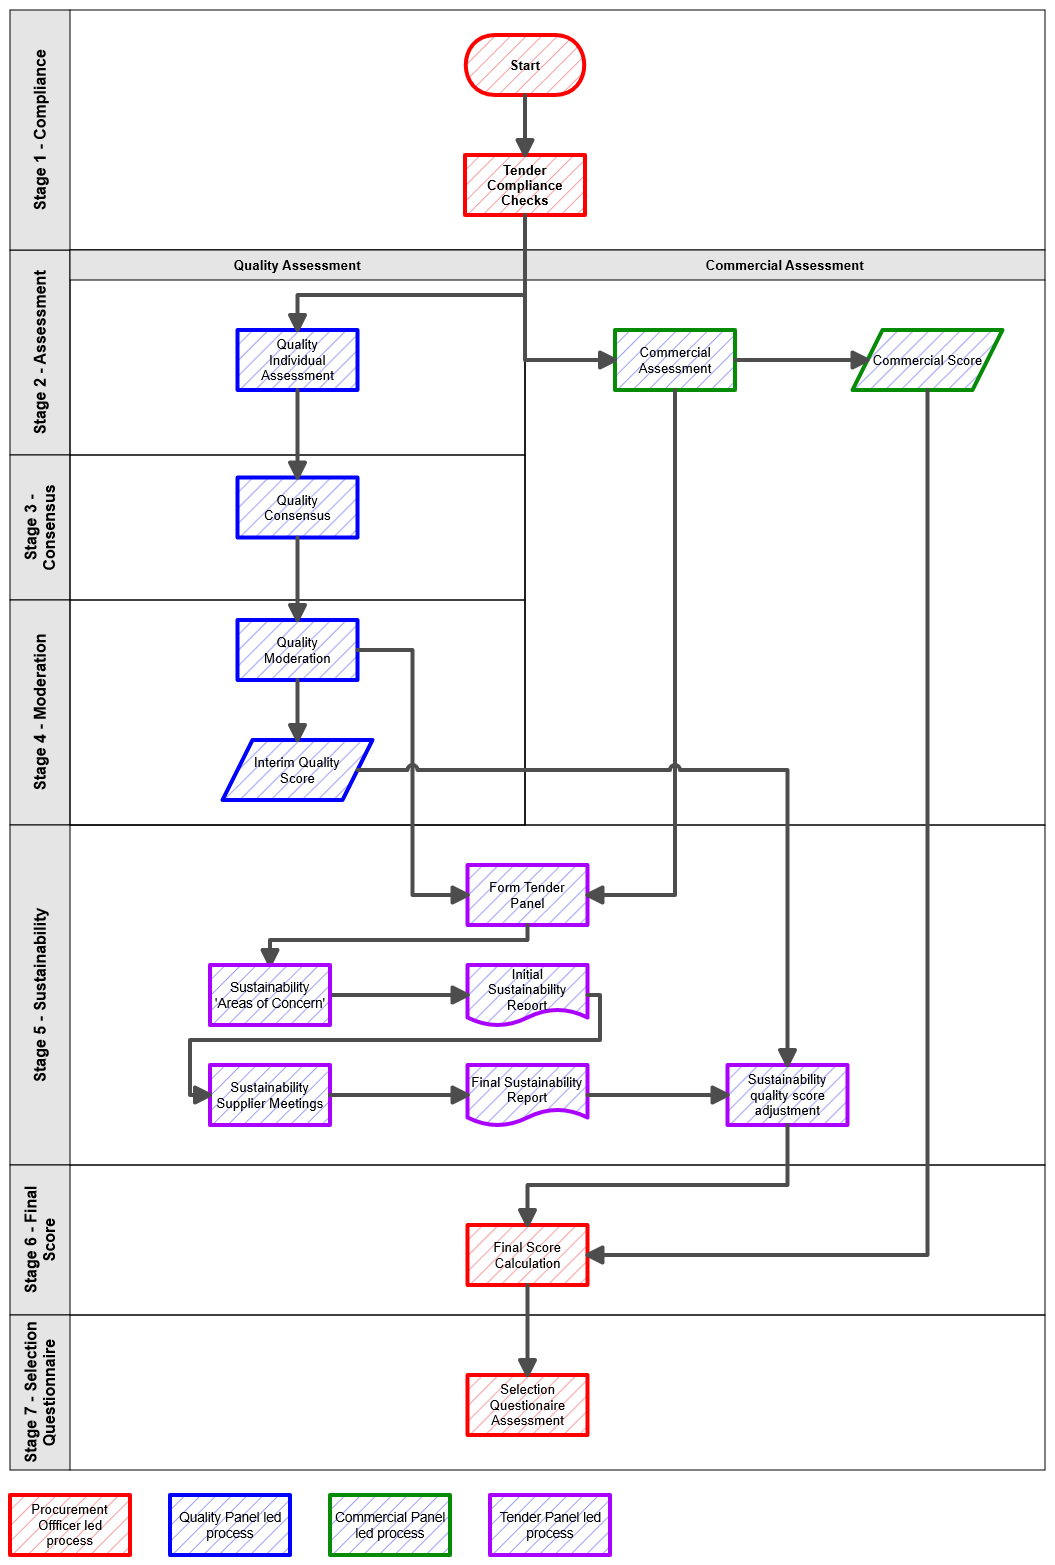 Stage 1 - Compliance
Start
Tender
Compliance
Checks
Stage 2 - Assessment
Quality Assessment
Commercial Assessment
Quality
Individual
Assessment
Commercial
Assessment
Commercial Score
Stage 3 -
Consensus
Quality
Consensus
Stage 4 - Moderation
Quality
Moderation
Interim Quality
Score
Stage 5 - Sustainability
Form Tender
Panel
Sustainability
'Areas of Concern'
Initial
Sustainability
Report
Sustainability
Supplier Meetings
Final Sustainability
Report
Sustainability
quality score
adjustment
Stage 6 - Final
Score
Final Score
Calculation
Stage 7 - Selection
Questionnaire
Selection
Questionaire
Assessment
Procurement
Offficer led
process
Quality Panel led
process
Commercial Panel
led process
Tender Panel led
process